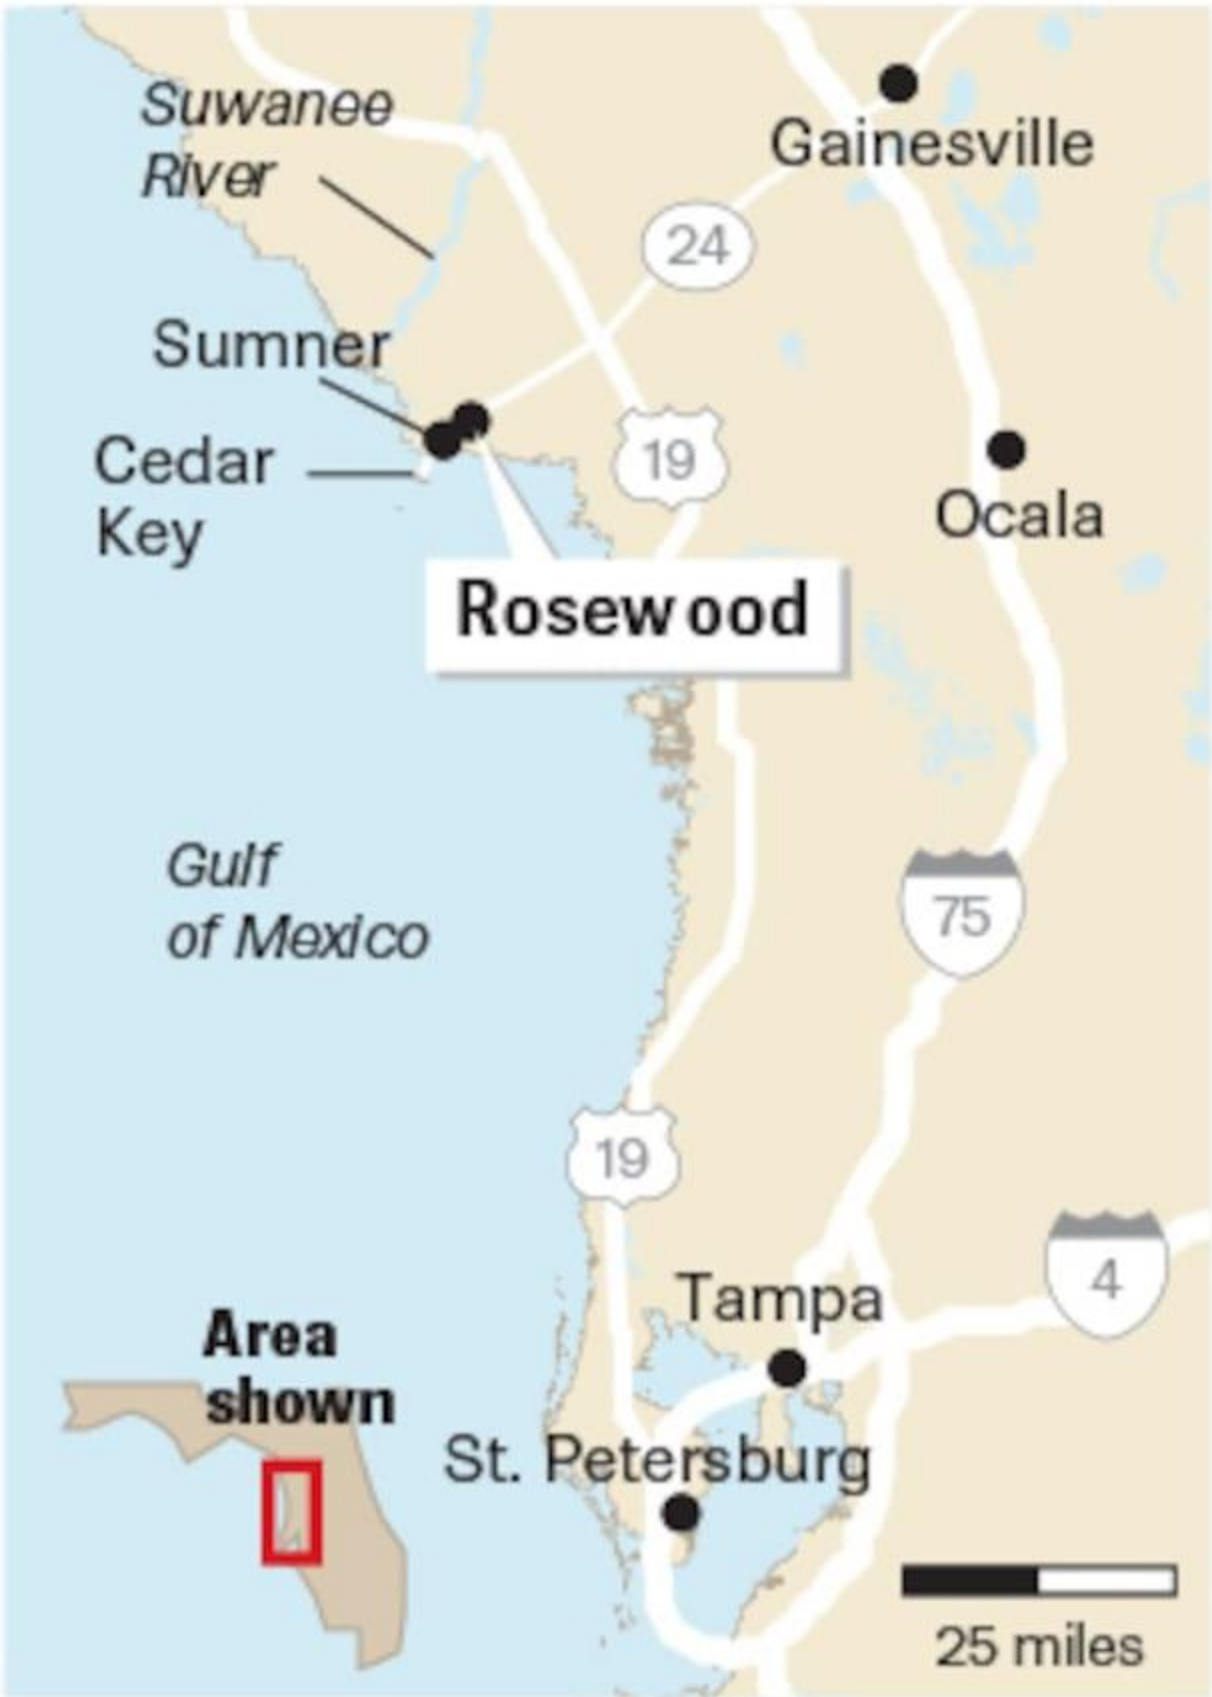 Suwanee
River
Gainesville
24
Sumner
Cedar
Key
19
Ocala
Rosewood
Gulf
of Mexico
75
19
4
Tampa
Area
shown
St. Petersburg
25 miles